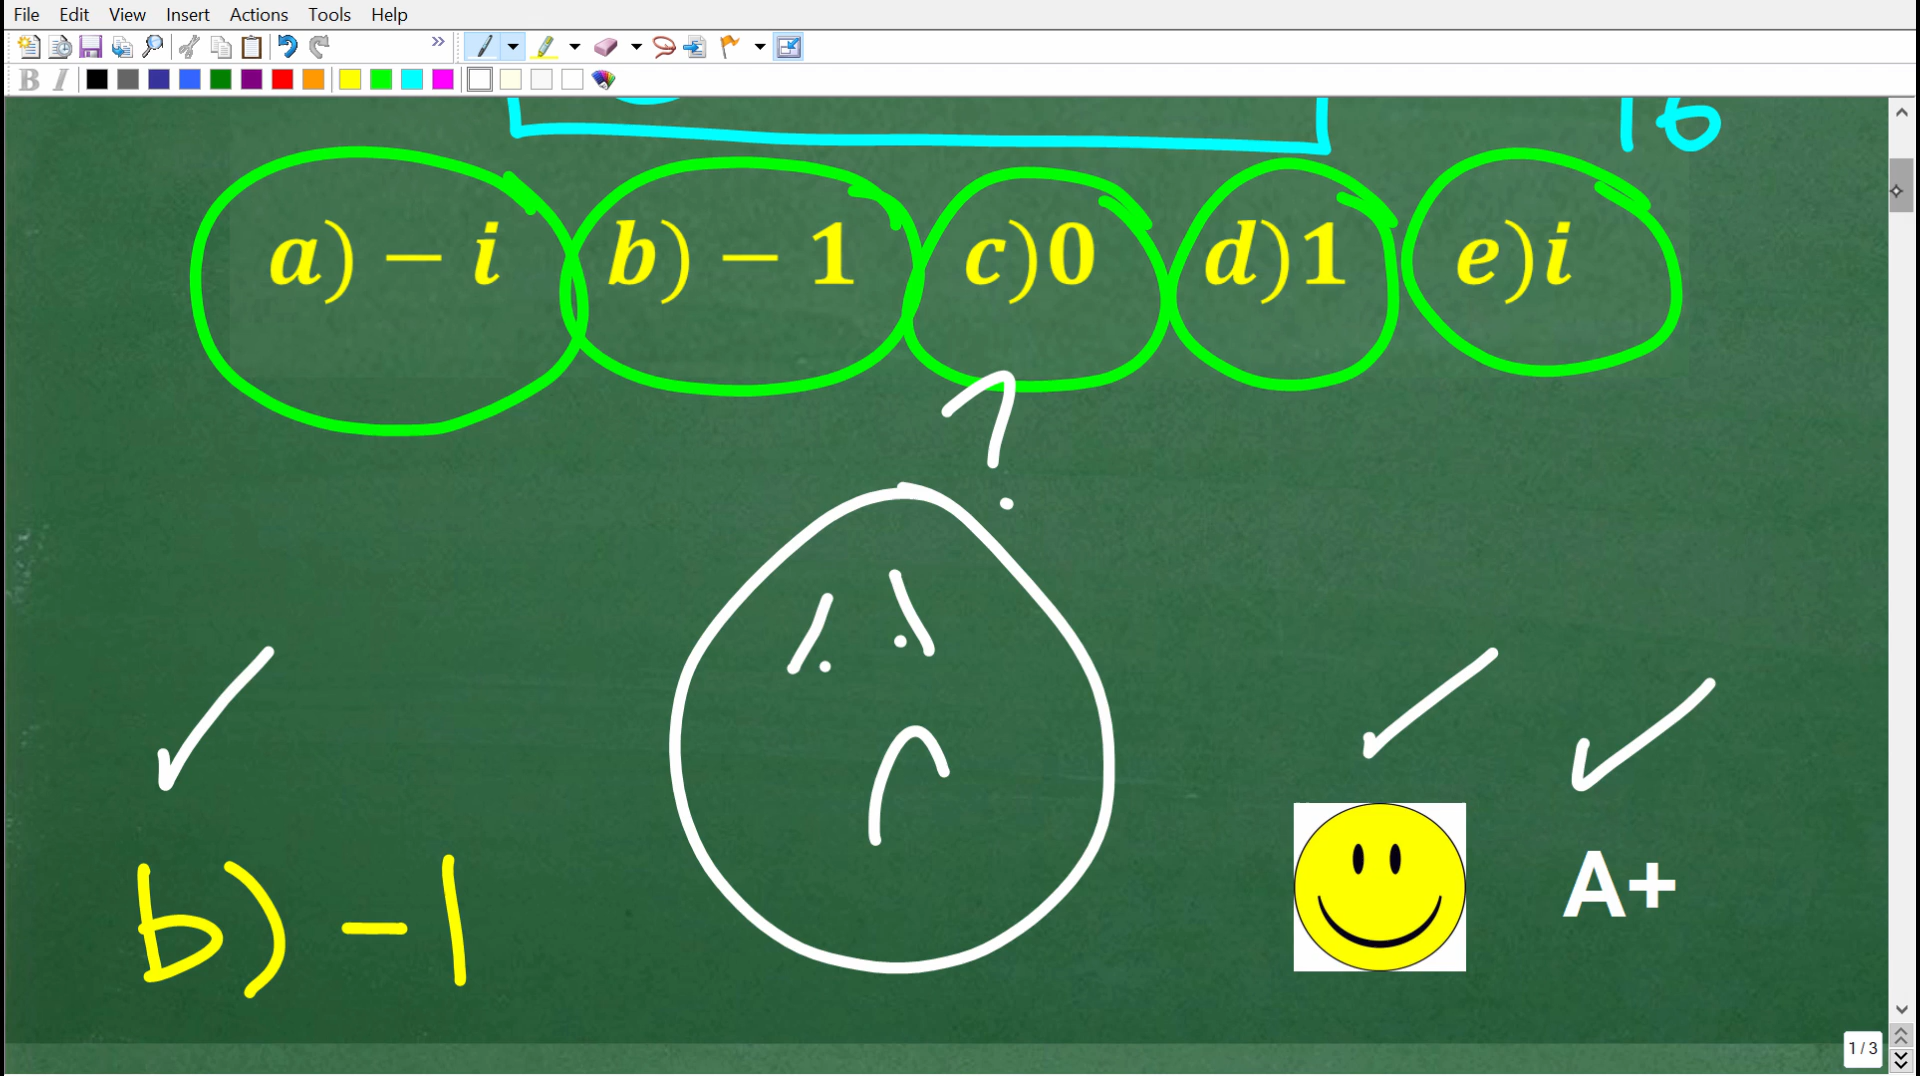 File Edit View Insert Actions Tools Help
B I
16
a) – i b) – 1 c) 0 d) 1 e) i
?
b) – 1
A+
1 / 3